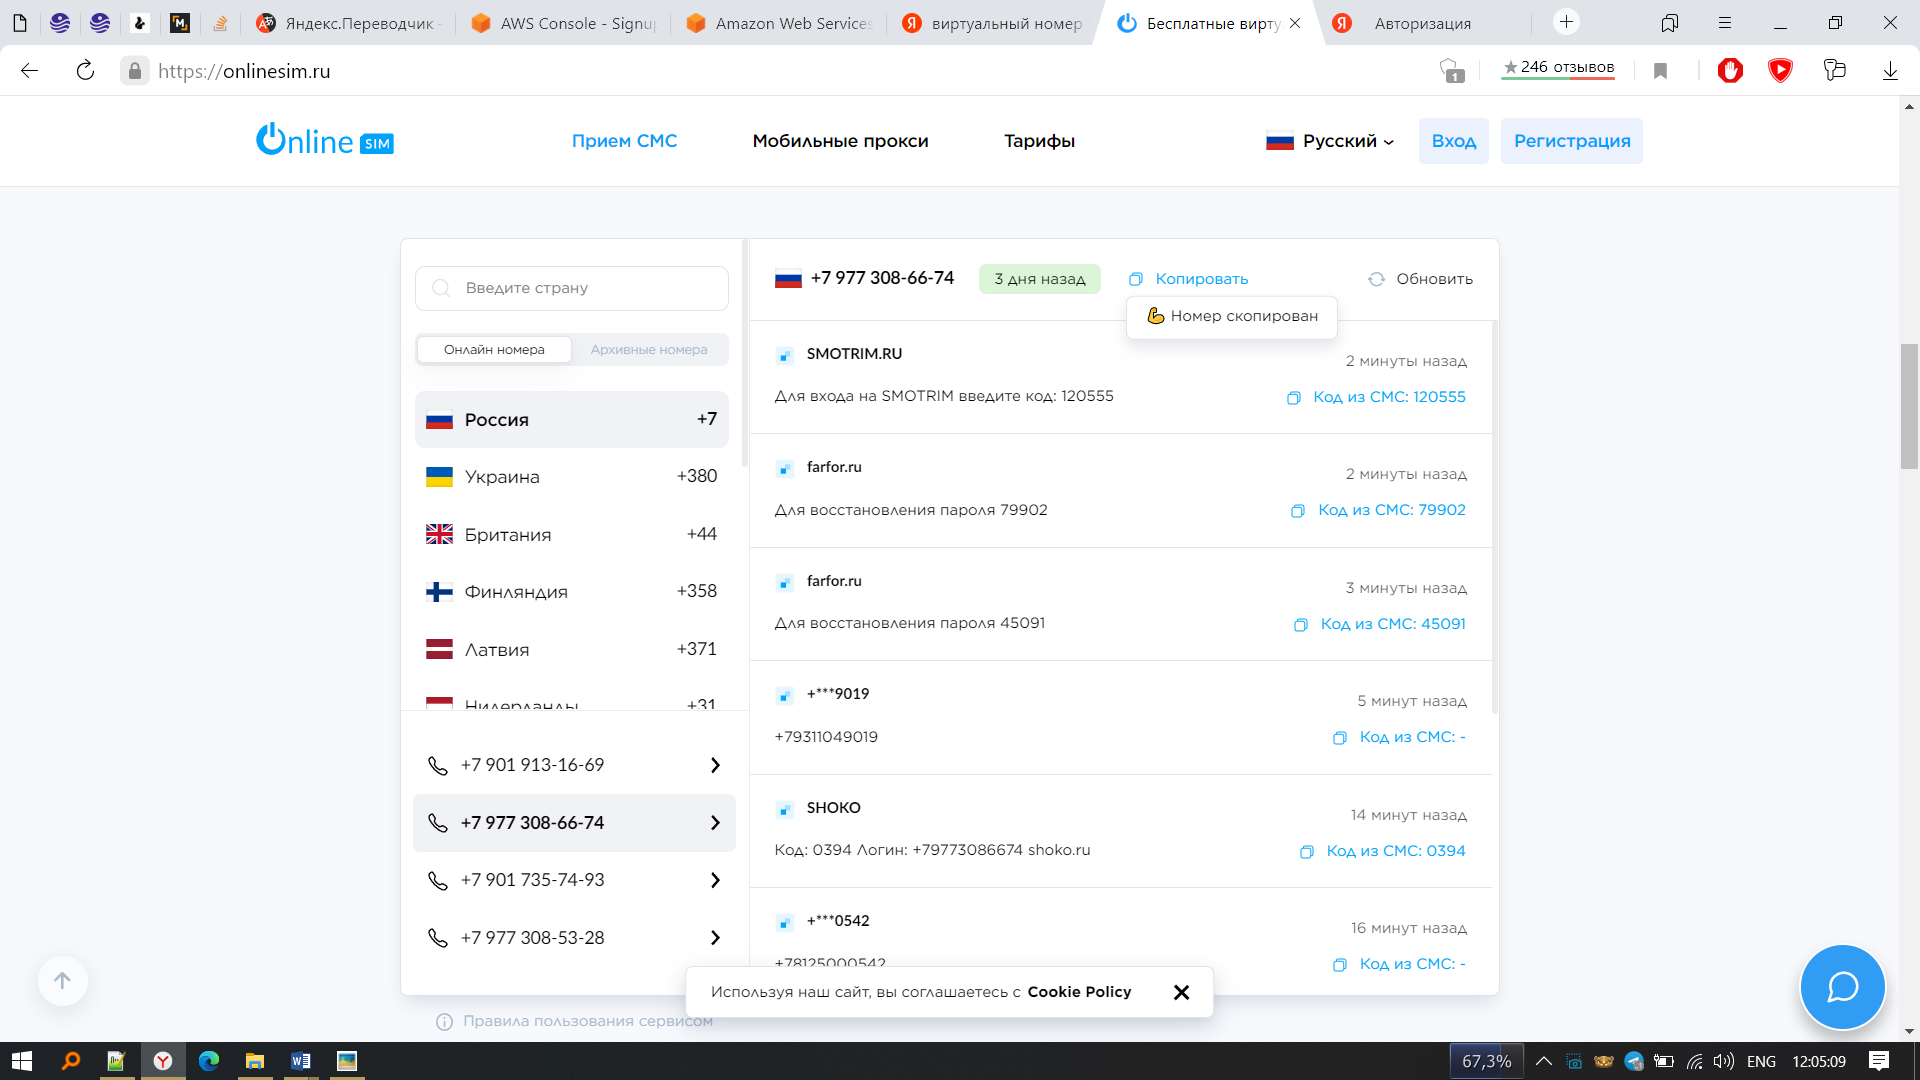 Яндекс.Переводчик -
AWS Console - Signup
Amazon Web Services
виртуальный номер
Бесплатные вирту
Авторизация
https://onlinesim.ru
1
246 отзывов
Online SIM
Прием СМС
Мобильные прокси
Тарифы
Русский
Вход
Регистрация
Введите страну
Онлайн номера
Архивные номера
Россия +7
Украина +380
Британия +44
Финляндия +358
Латвия +371
Нидерланды +31
+7 901 913-16-69
+7 977 308-66-74
+7 901 735-74-93
+7 977 308-53-28
+7 977 308-66-74
3 дня назад
Копировать
Обновить
Номер скопирован
SMOTRIM.RU
2 минуты назад
Для входа на SMOTRIM введите код: 120555
Код из СМС: 120555
farfor.ru
2 минуты назад
Для восстановления пароля 79902
Код из СМС: 79902
farfor.ru
3 минуты назад
Для восстановления пароля 45091
Код из СМС: 45091
+***9019
5 минут назад
+79311049019
Код из СМС: -
SHOKO
14 минут назад
Код: 0394 Логин: +79773086674 shoko.ru
Код из СМС: 0394
+***0542
16 минут назад
+78125000542
Код из СМС: -
Используя наш сайт, вы соглашаетесь с Cookie Policy
Правила пользования сервисом
67,3%
ENG
12:05:09